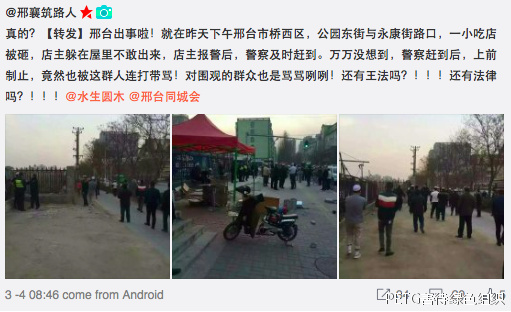 @邢襄筑路人
真的？【转发】邢台出事啦！就在昨天下午邢台市桥西区，公园东街与永康街路口，一小吃店
被砸，店主躲在屋里不敢出来，店主报警后，警察及时赶到。万万没想到，警察赶到后，上前
制止，竟然也被这群人连打带骂！对围观的群众也是骂骂咧咧！还有王法吗？！！！还有法律
吗？！！！@水生圆木 @邢台同城会
3 -4 08:46 come from Android